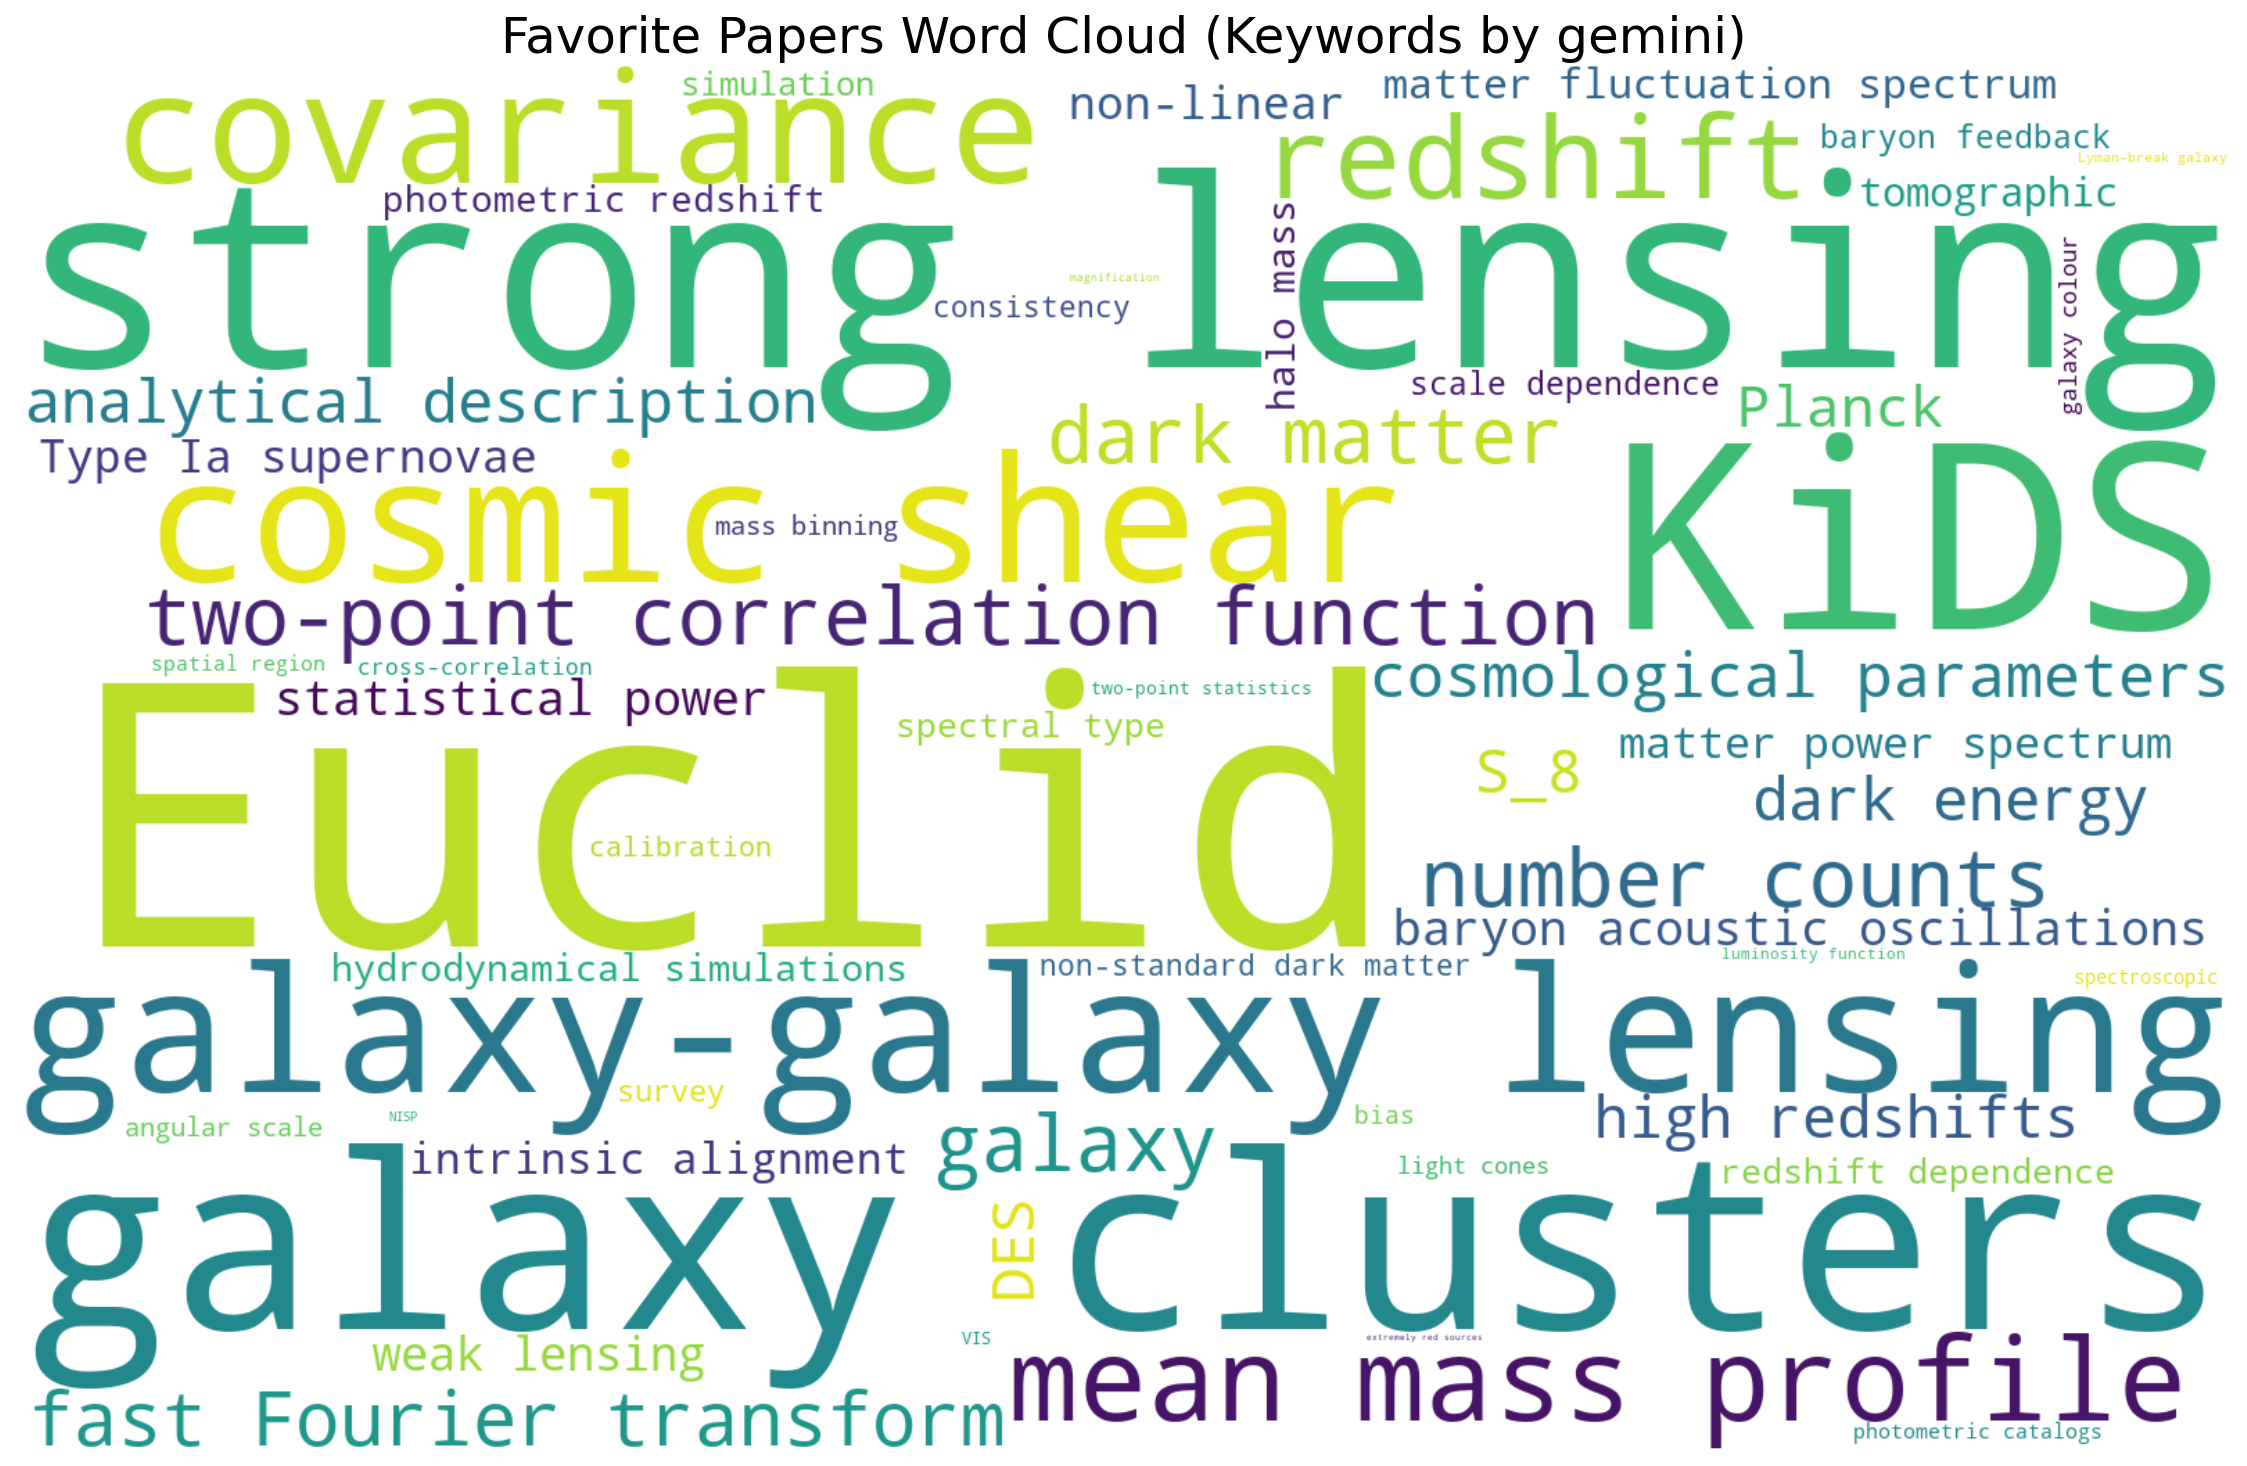 Favorite Papers Word Cloud (Keywords by gemini)
simulation
covariance
non-linear
matter fluctuation spectrum
redshift
baryon feedback
Lyman-break galaxy
photometric redshift
tomographic
strong lensing
halo mass
galaxy colour
magnification
consistency
analytical description
scale dependence
Planck
dark matter
Type Ia supernovae
cosmic shear
KiDS
mass binning
two-point correlation function
spatial region
cross-correlation
cosmological parameters
statistical power
two-point statistics
spectral type
Euclid
S_8
matter power spectrum
dark energy
calibration
number counts
baryon acoustic oscillations
luminosity function
hydrodynamical simulations
non-standard dark matter
spectroscopic
galaxy-galaxy lensing
survey
NISP
angular scale
bias
high redshifts
intrinsic alignment
galaxy
light cones
redshift dependence
DES
galaxy clusters
VIS
extremely red sources
weak lensing
mean mass profile
fast Fourier transform
photometric catalogs